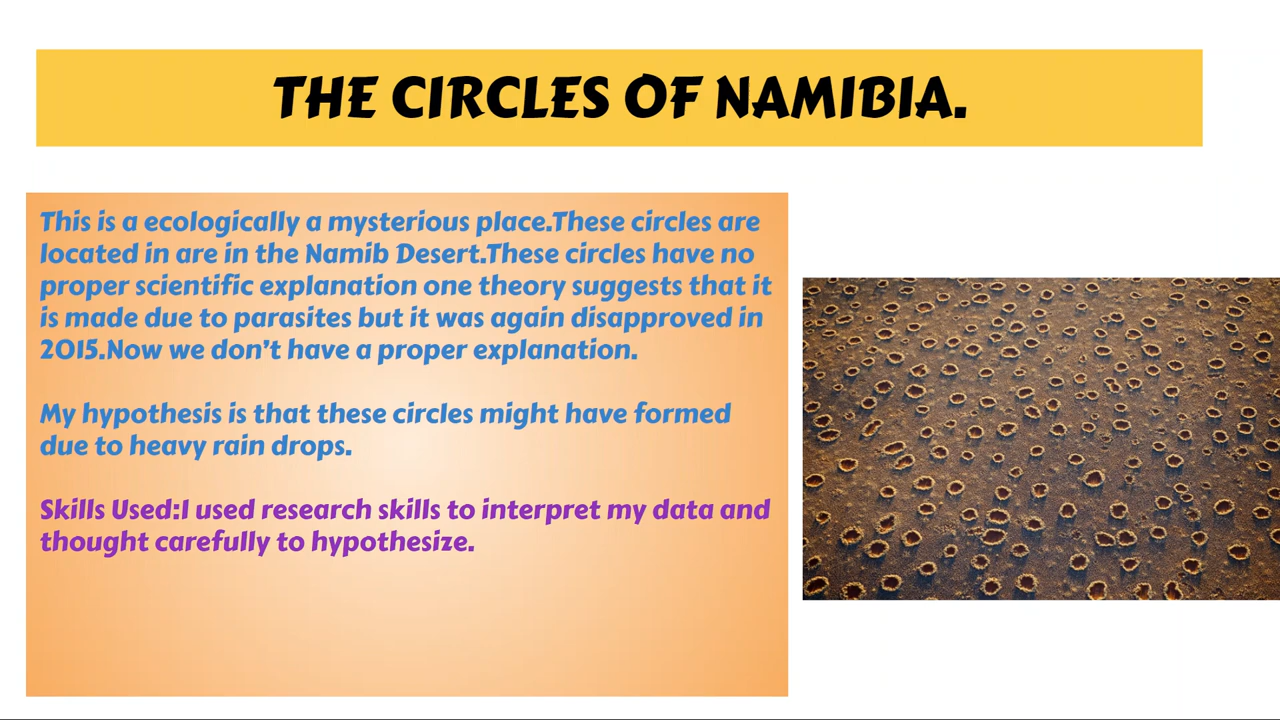 THE CIRCLES OF NAMIBIA.
This is a ecologically a mysterious place.These circles are
located in are in the Namib Desert.These circles have no
proper scientific explanation one theory suggests that it
is made due to parasites but it was again disapproved in
2015.Now we don't have a proper explanation.
My hypothesis is that these circles might have formed
due to heavy rain drops.
Skills Used:I used research skills to interpret my data and
thought carefully to hypothesize.